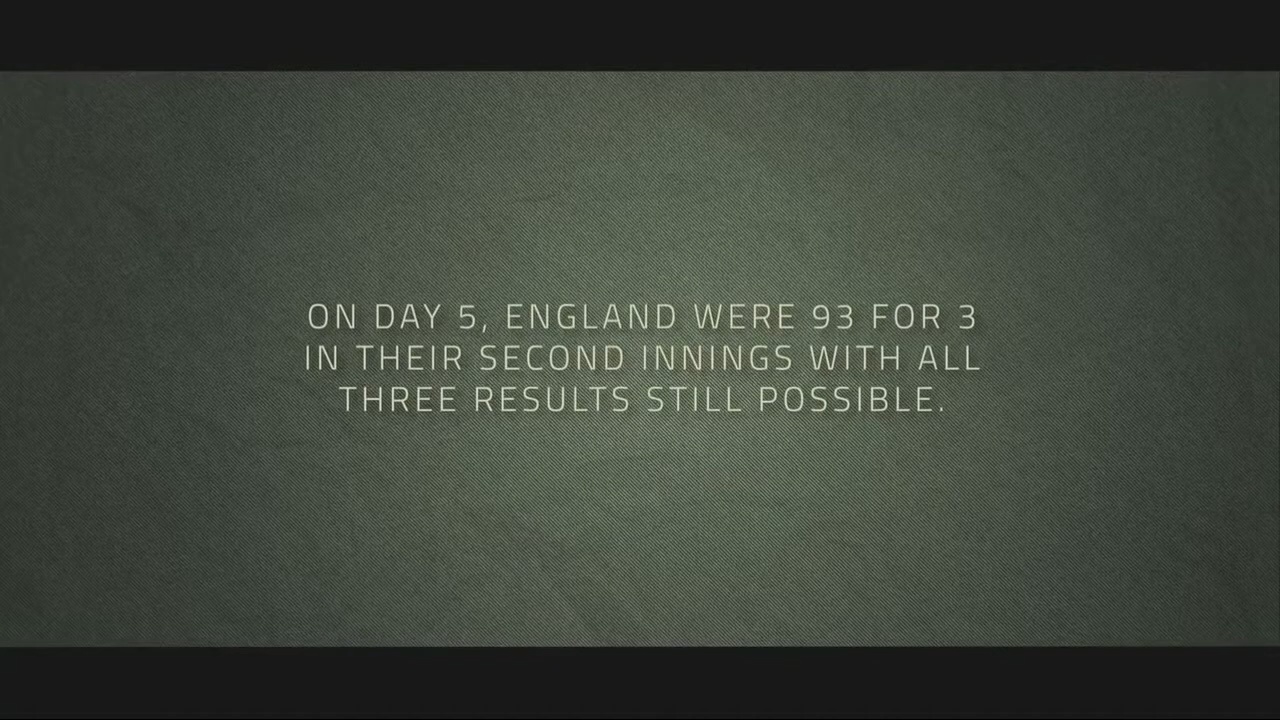 ON DAY 5, ENGLAND WERE 93 FOR 3
IN THEIR SECOND INNINGS WITH ALL
THREE RESULTS STILL POSSIBLE.